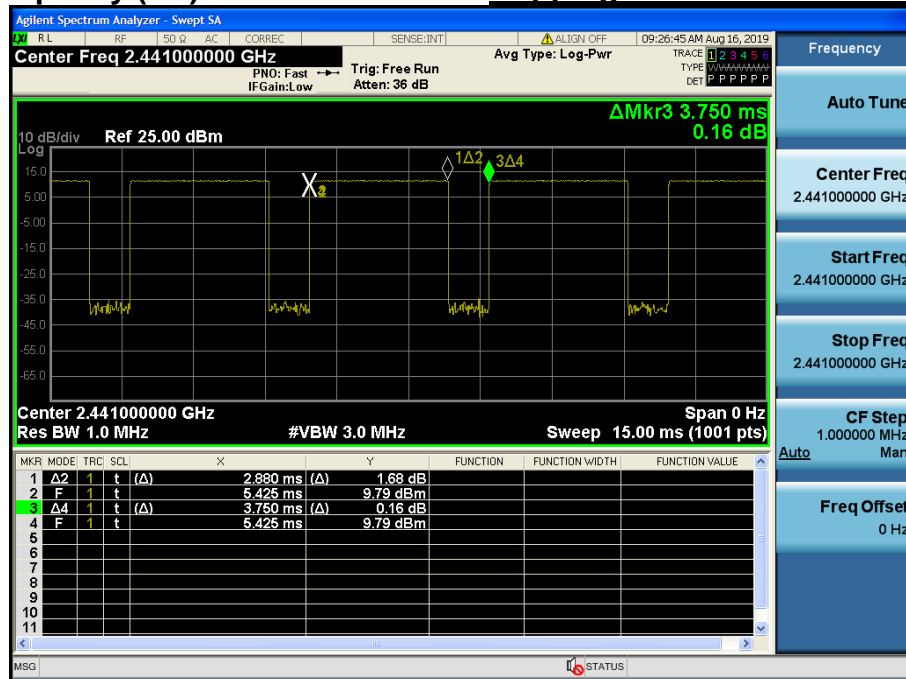 Agilent Spectrum Analyzer - Swept SA
RL RF 50 Ω AC CORREC SENSE:INT ALIGN OFF 09:26:45 AM Aug 16, 2019
Center Freq 2.441000000 GHz
PNO: Fast
IFGain:Low
Trig: Free Run
Atten: 36 dB
Avg Type: Log-Pwr
TRACE 1 2 3 4 5 6
TYPE WWWWWW
DET P P P P P P
ΔMkr3 3.750 ms
0.16 dB
10 dB/div Ref 25.00 dBm
Log
15.0
5.00
-5.00
-15.0
-25.0
-35.0
-45.0
-55.0
-65.0
1Δ2
3Δ4
Center 2.441000000 GHz Span 0 Hz
Res BW 1.0 MHz #VBW 3.0 MHz Sweep 15.00 ms (1001 pts)
MKR MODE TRC SCL X Y FUNCTION FUNCTION WIDTH FUNCTION VALUE
1 Δ2 1 t (Δ) 2.880 ms (Δ) 1.68 dB
2 F 1 t 5.425 ms 9.79 dBm
3 Δ4 1 t (Δ) 3.750 ms (Δ) 0.16 dB
4 F 1 t 5.425 ms 9.79 dBm
5
6
7
8
9
10
11
MSG STATUS
Frequency
Auto Tune
Center Freq
2.441000000 GHz
Start Freq
2.441000000 GHz
Stop Freq
2.441000000 GHz
CF Step
1.000000 MHz
Auto Man
Freq Offset
0 Hz